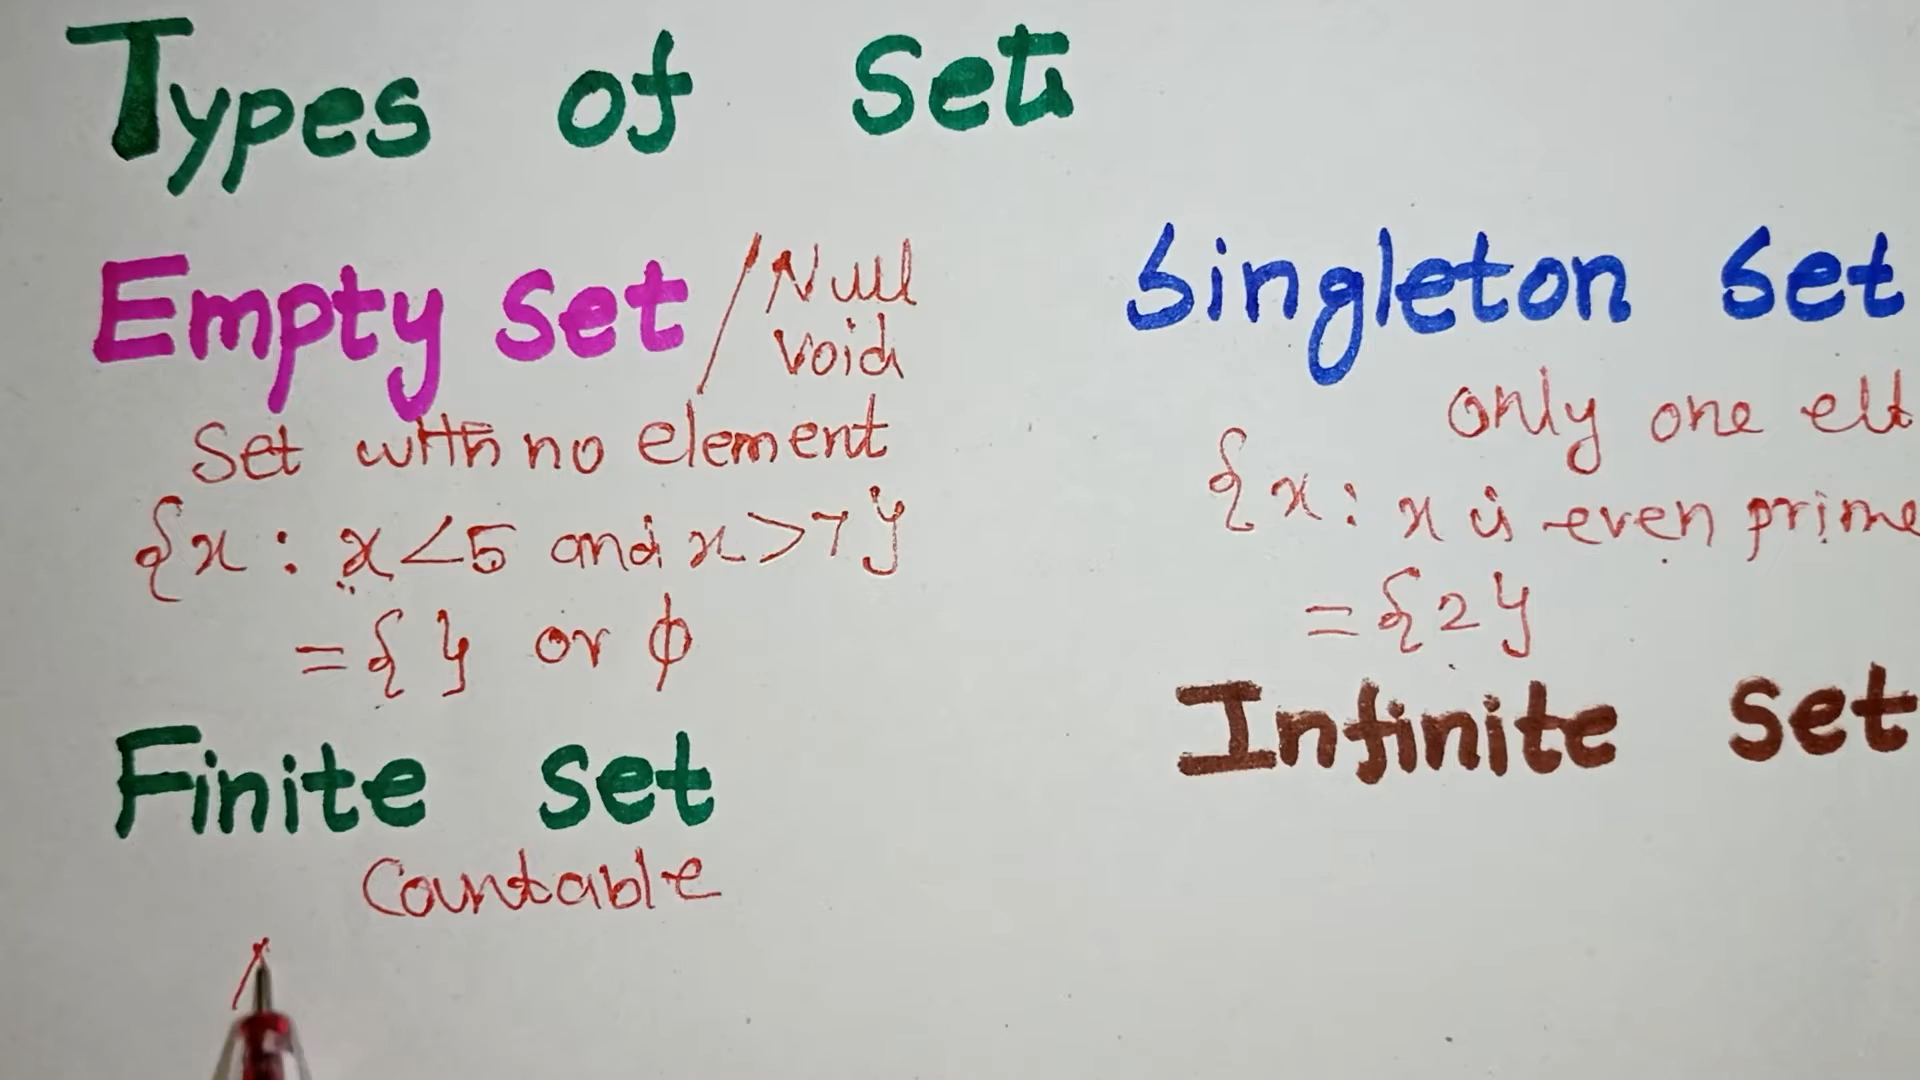 Types of Sets
Empty set / Null
void
Set with no element
{x : x<5 and x>7}
= { } or ϕ
Singleton Set
only one elt
{x : x is even prime
= {2}
Finite set
Countable
Infinite set